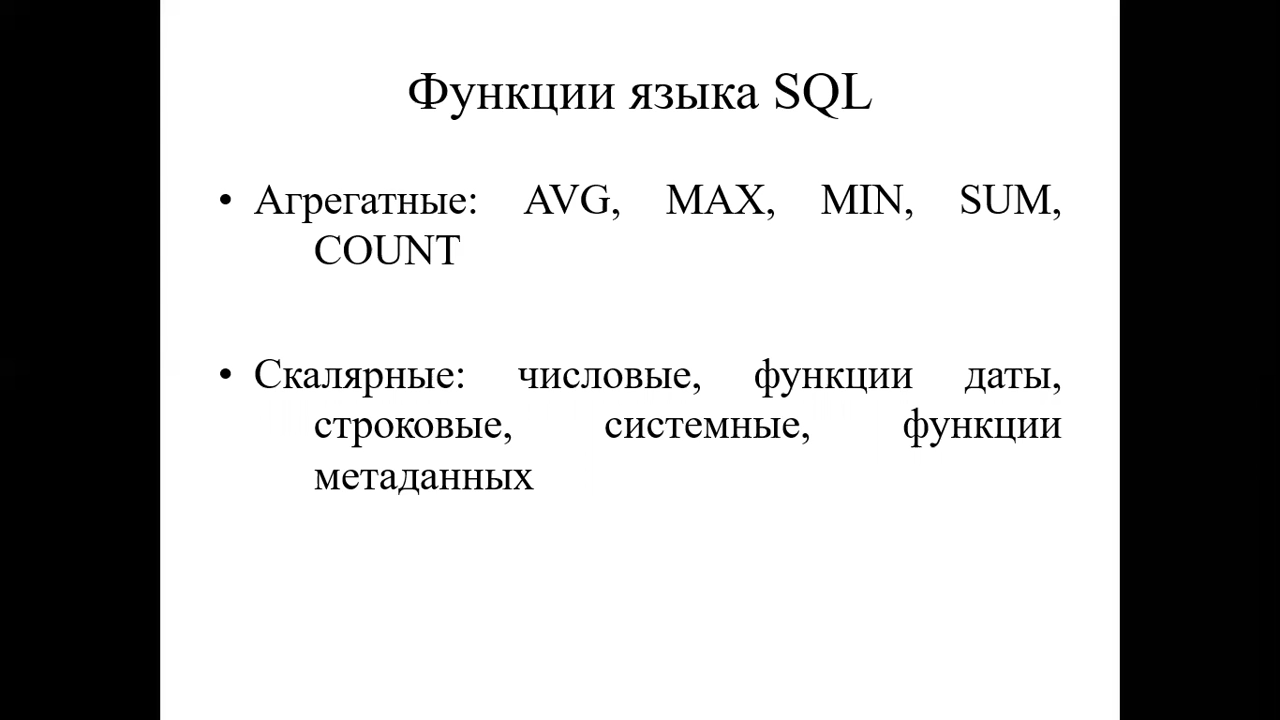 Функции языка SQL
• Агрегатные: AVG, MAX, MIN, SUM,
COUNT
• Скалярные: числовые, функции даты,
строковые, системные, функции
метаданных